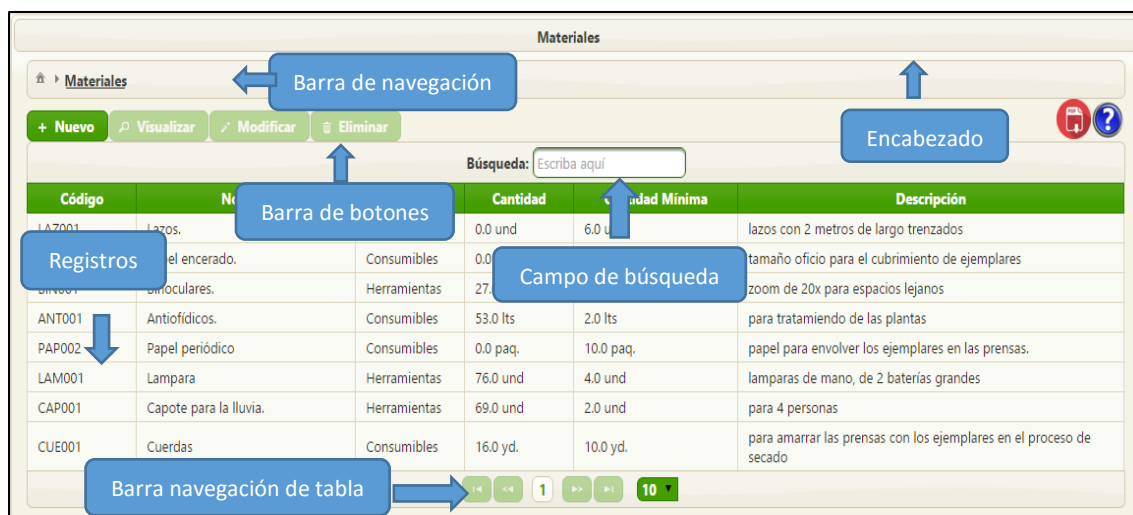 Materiales
Materiales
Barra de navegación
Encabezado
+ Nuevo Visualizar Modificar Eliminar
Búsqueda: Escriba aquí
Barra de botones
Código Cantidad Mínima Descripción
Registros
Campo de búsqueda
LAZ001 Lazos. 0.0 und 6.0 lazos con 2 metros de largo trenzados
encerado. Consumibles tamaño oficio para el cubrimiento de ejemplares
BIN001 Binoculares. Herramientas zoom de 20x para espacios lejanos
ANT001 Antiofídicos. Consumibles 53.0 lts 2.0 lts para tratamiendo de las plantas
PAP002 Papel periódico Consumibles 0.0 paq. 10.0 paq. papel para envolver los ejemplares en las prensas.
LAM001 Lampara Herramientas 76.0 und 4.0 und lamparas de mano, de 2 baterías grandes
CAP001 Capote para la lluvia. Herramientas 69.0 und 2.0 und para 4 personas
CUE001 Cuerdas Consumibles 16.0 yd. 10.0 yd. para amarrar las prensas con los ejemplares en el proceso de
secado
Barra navegación de tabla
1 10